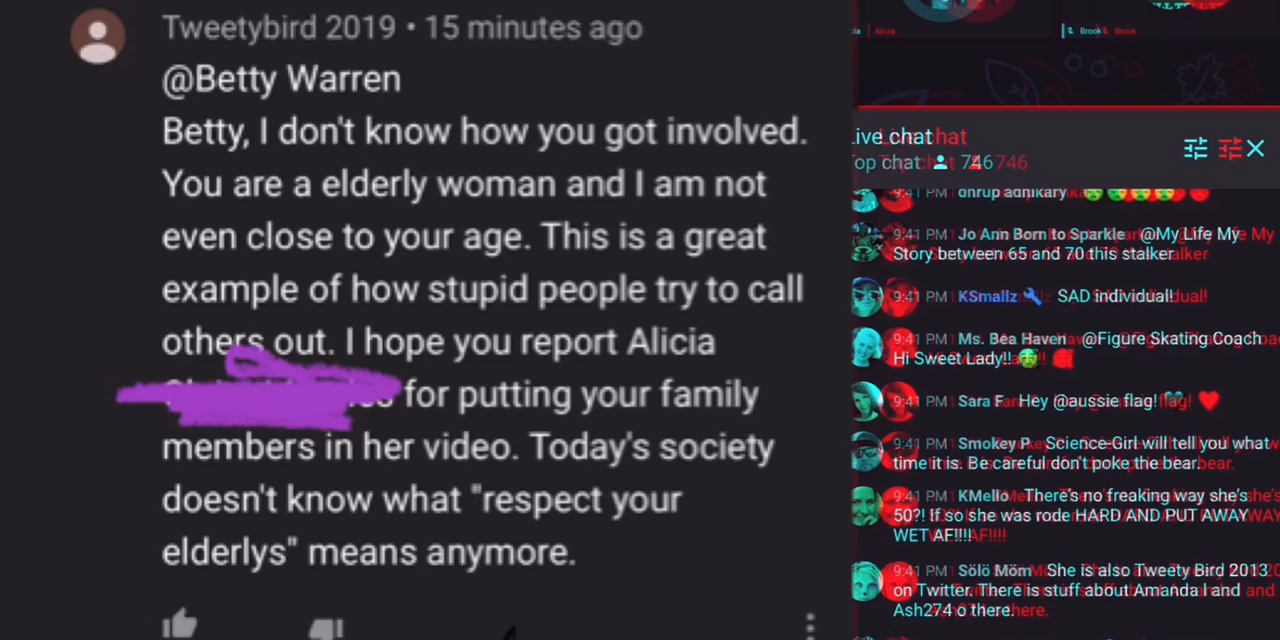 Tweetybird 2019 • 15 minutes ago
@Betty Warren
Betty, I don't know how you got involved.
You are a elderly woman and I am not
even close to your age. This is a great
example of how stupid people try to call
others out. I hope you report Alicia
for putting your family
members in her video. Today's society
doesn't know what "respect your
elderlys" means anymore.
Alicia
Brook
Live chat
Top chat 746
9:41 PM dhrup adhikary
9:41 PM Jo Ann Born to Sparkle @My Life My
Story between 65 and 70 this stalker
9:41 PM KSmallz SAD individual!
9:41 PM Ms. Bea Haven @Figure Skating Coach
Hi Sweet Lady!!
9:41 PM Sara F Hey @aussie flag!
9:41 PM Smokey P Science-Girl will tell you what
time it is. Be careful don't poke the bear.
9:41 PM KMello There's no freaking way she's
50?! If so she was rode HARD AND PUT AWAY
WET AF!!!!
9:41 PM Sölö Möm She is also Tweety Bird 2013
on Twitter. There is stuff about Amanda I and
Ash274 o there.